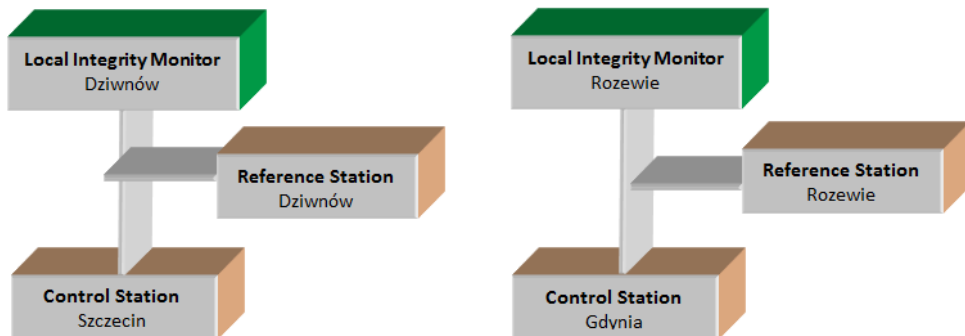 Local Integrity Monitor
Dziwnów
Reference Station
Dziwnów
Control Station
Szczecin
Local Integrity Monitor
Rozewie
Reference Station
Rozewie
Control Station
Gdynia